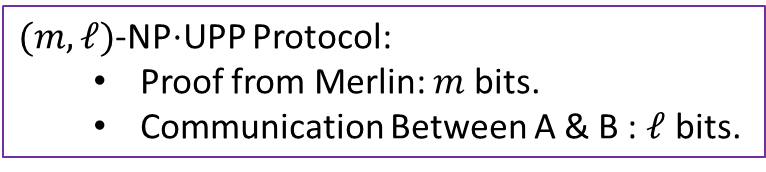 (𝑚, ℓ)-NP·UPP Protocol:
• Proof from Merlin: 𝑚 bits.
• Communication Between A & B : ℓ bits.